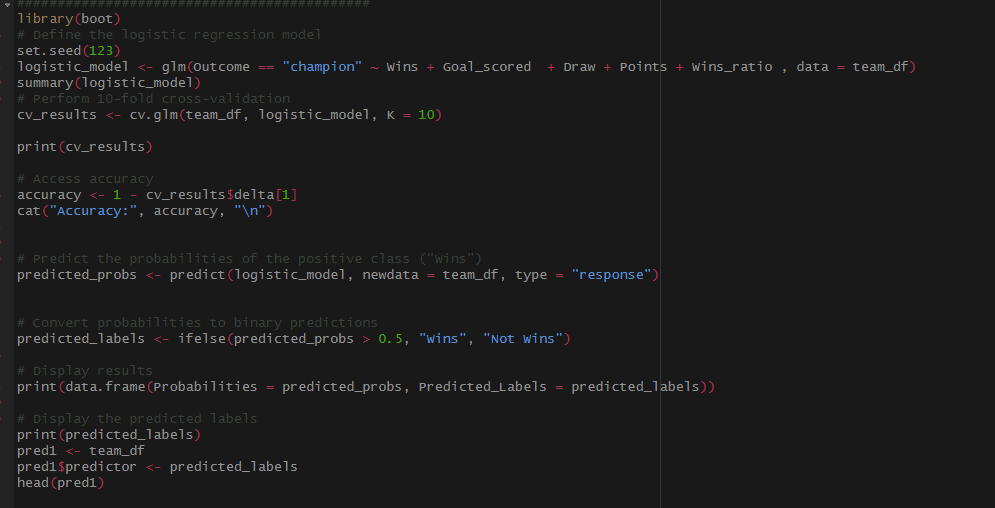 ############################################
library(boot)
# Define the logistic regression model
set.seed(123)
logistic_model <- glm(Outcome == "champion" ~ Wins + Goal_scored  + Draw + Points + Wins_ratio , data = team_df)
summary(logistic_model)
# Perform 10-fold cross-validation
cv_results <- cv.glm(team_df, logistic_model, K = 10)
print(cv_results)
# Access accuracy
accuracy <- 1 - cv_results$delta[1]
cat("Accuracy:", accuracy, "\n")
# Predict the probabilities of the positive class ("Wins")
predicted_probs <- predict(logistic_model, newdata = team_df, type = "response")
# Convert probabilities to binary predictions
predicted_labels <- ifelse(predicted_probs > 0.5, "Wins", "Not Wins")
# Display results
print(data.frame(Probabilities = predicted_probs, Predicted_Labels = predicted_labels))
# Display the predicted labels
print(predicted_labels)
pred1 <- team_df
pred1$predictor <- predicted_labels
head(pred1)